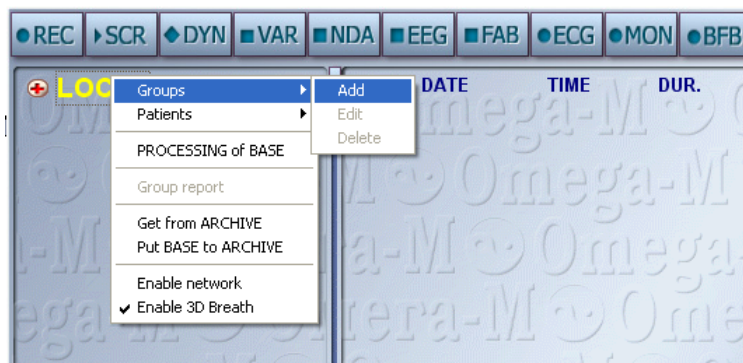 REC SCR DYN VAR NDA EEG FAB ECG MON BFB
LOC DATE TIME DUR.
Groups Add
Patients Edit
Delete
PROCESSING of BASE
Group report
Get from ARCHIVE
Put BASE to ARCHIVE
Enable network
Enable 3D Breath
Omega-M